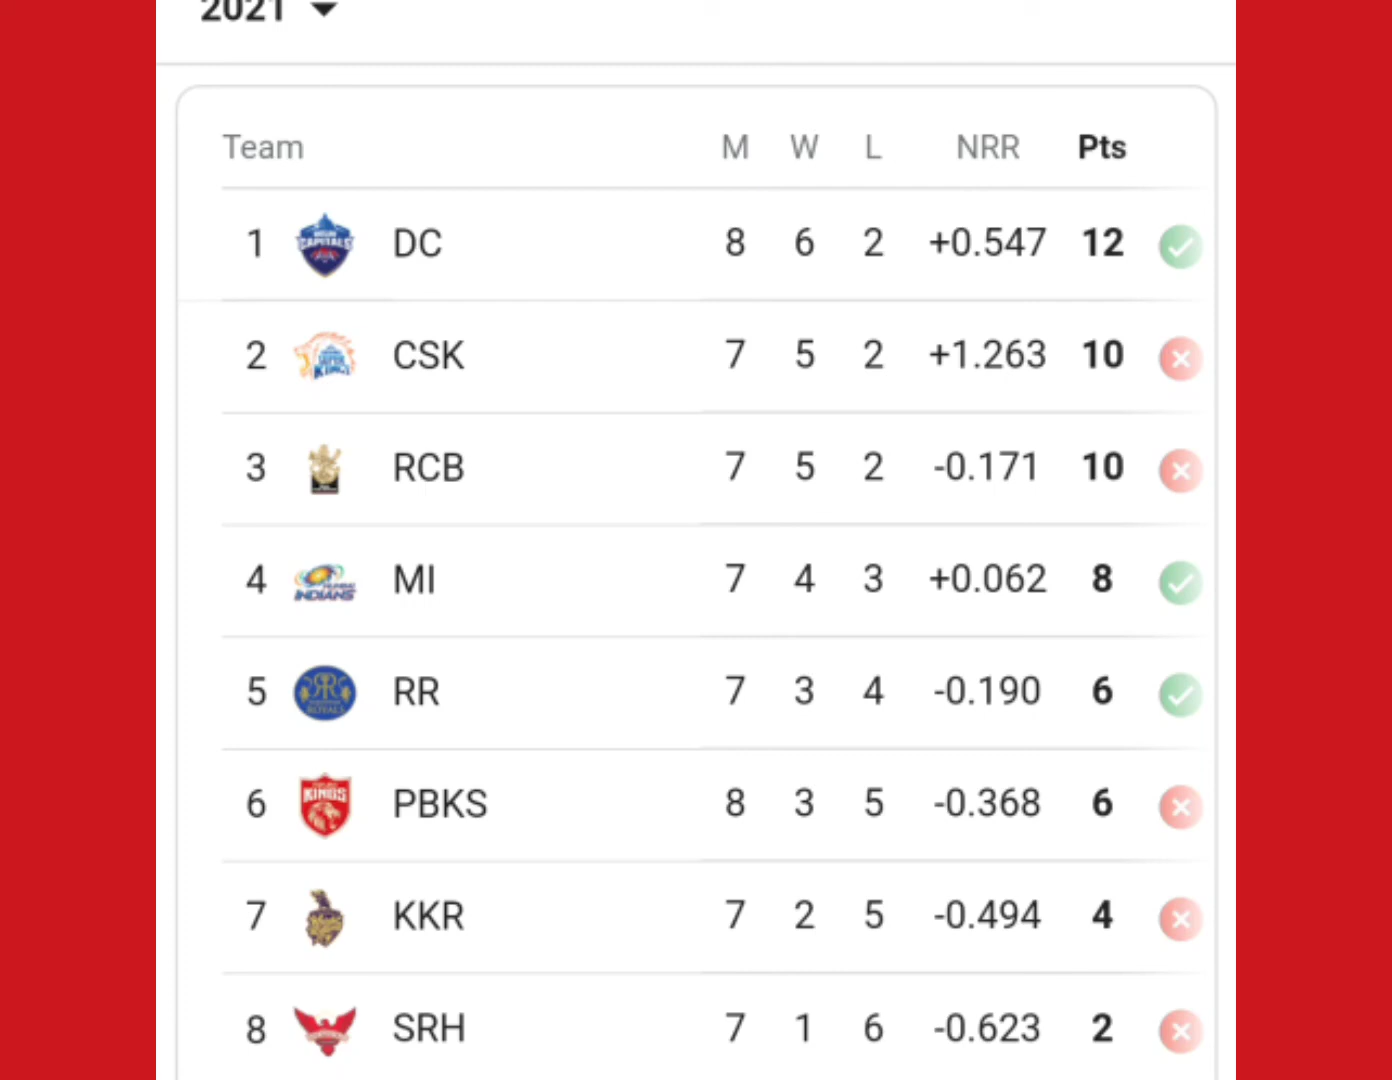 2021
Team M W L NRR Pts
1 CAPITALS DC 8 6 2 +0.547 12
2 CSK 7 5 2 +1.263 10
3 RCB 7 5 2 -0.171 10
4 INDIANS MI 7 4 3 +0.062 8
5 RR 7 3 4 -0.190 6
6 KINGS PBKS 8 3 5 -0.368 6
7 KKR 7 2 5 -0.494 4
8 SRH 7 1 6 -0.623 2